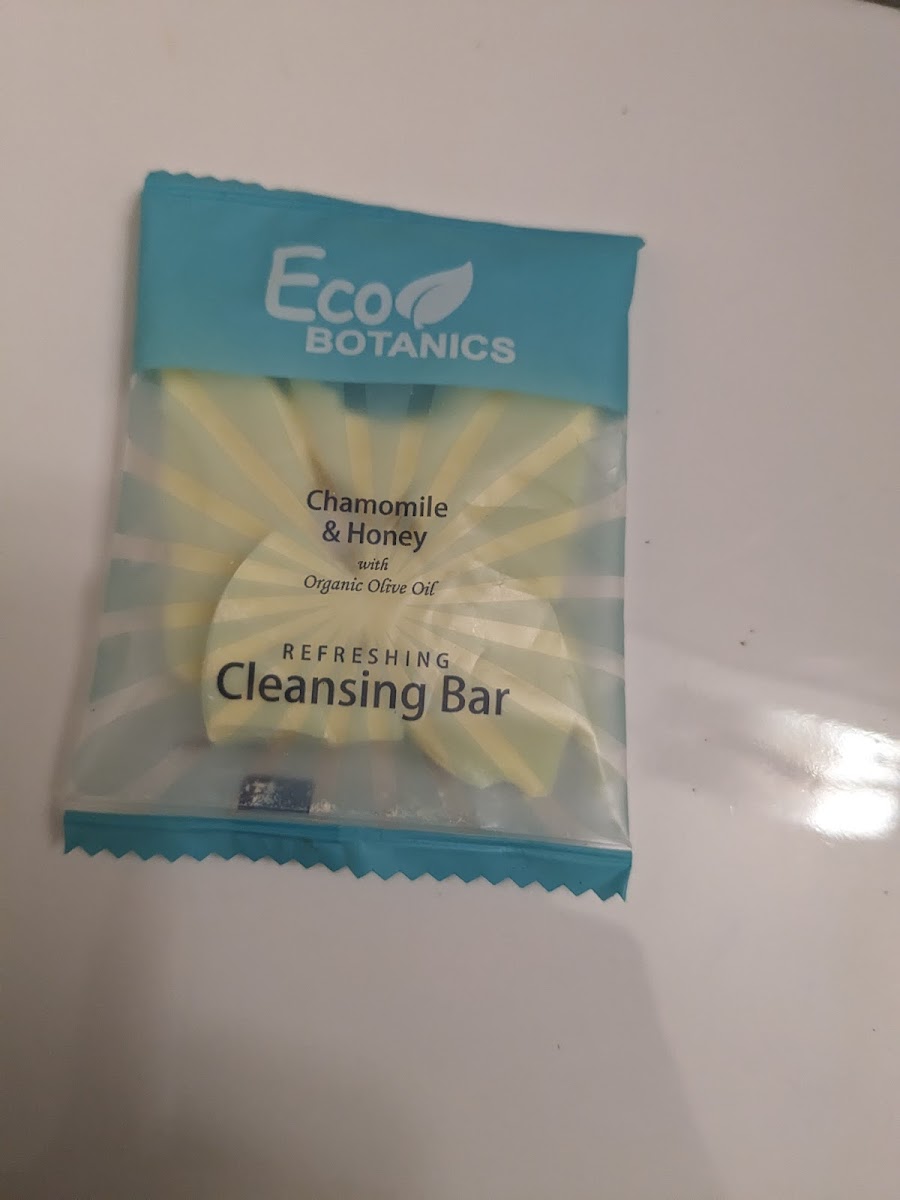 Eco
BOTANICS
Chamomile
& Honey
with
Organic Olive Oil
REFRESHING
Cleansing Bar